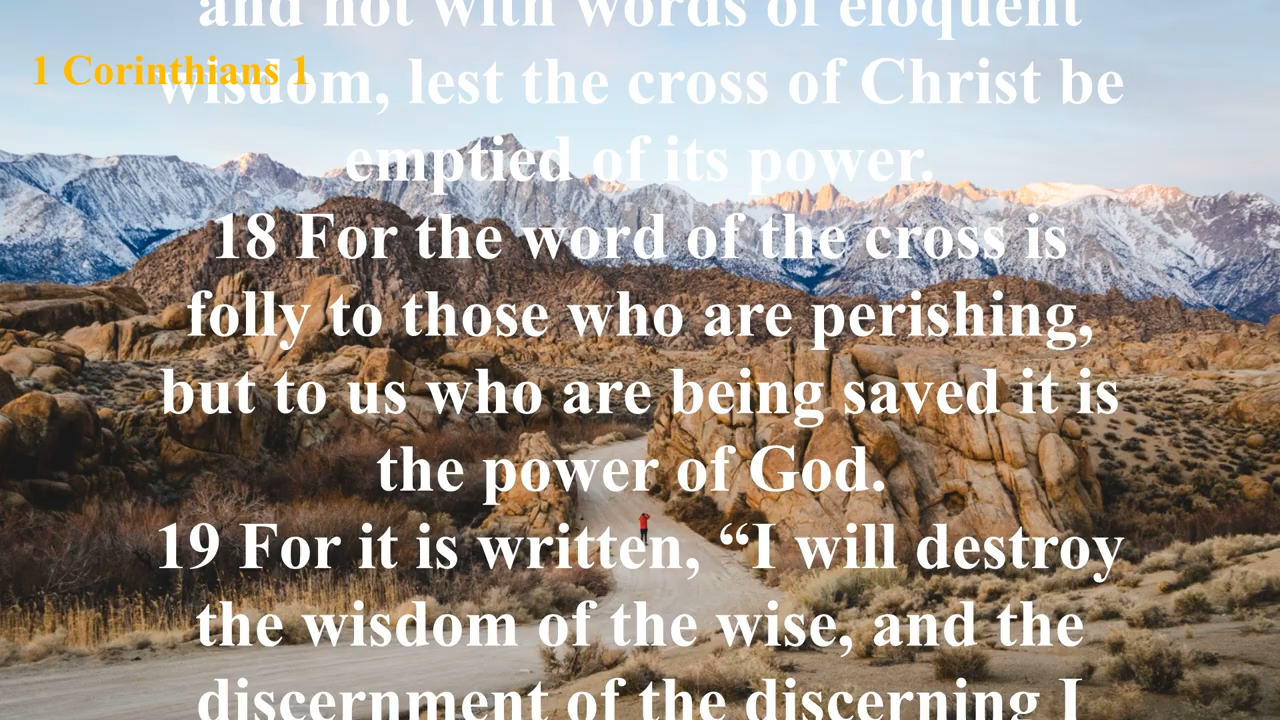 and not with words of eloquent
1 Corinthians 1
wisdom, lest the cross of Christ be
emptied of its power.
18 For the word of the cross is
folly to those who are perishing,
but to us who are being saved it is
the power of God.
19 For it is written, “I will destroy
the wisdom of the wise, and the
discernment of the discerning I